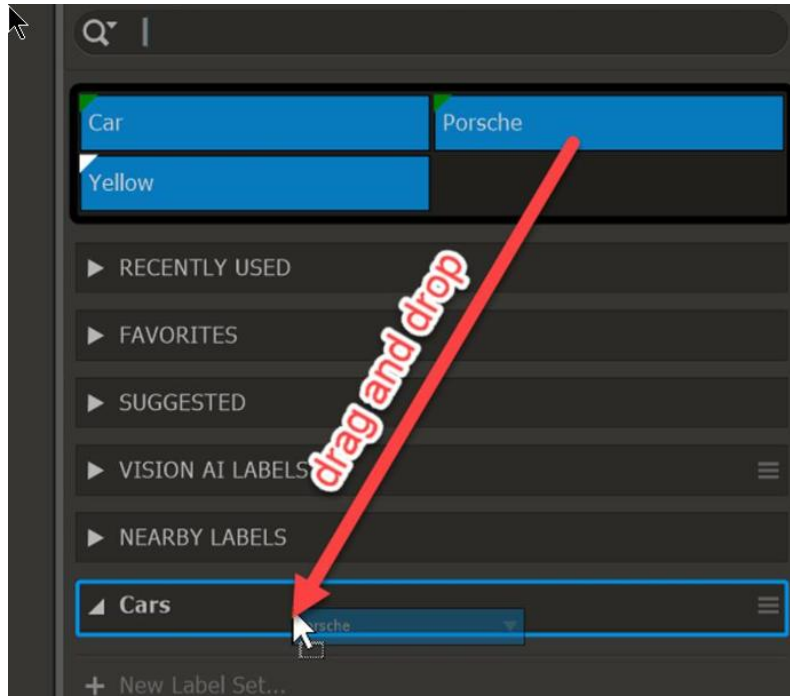 Car
Porsche
Yellow
RECENTLY USED
FAVORITES
SUGGESTED
VISION AI LABELS
NEARBY LABELS
drag and drop
Cars
Porsche
New Label Set...